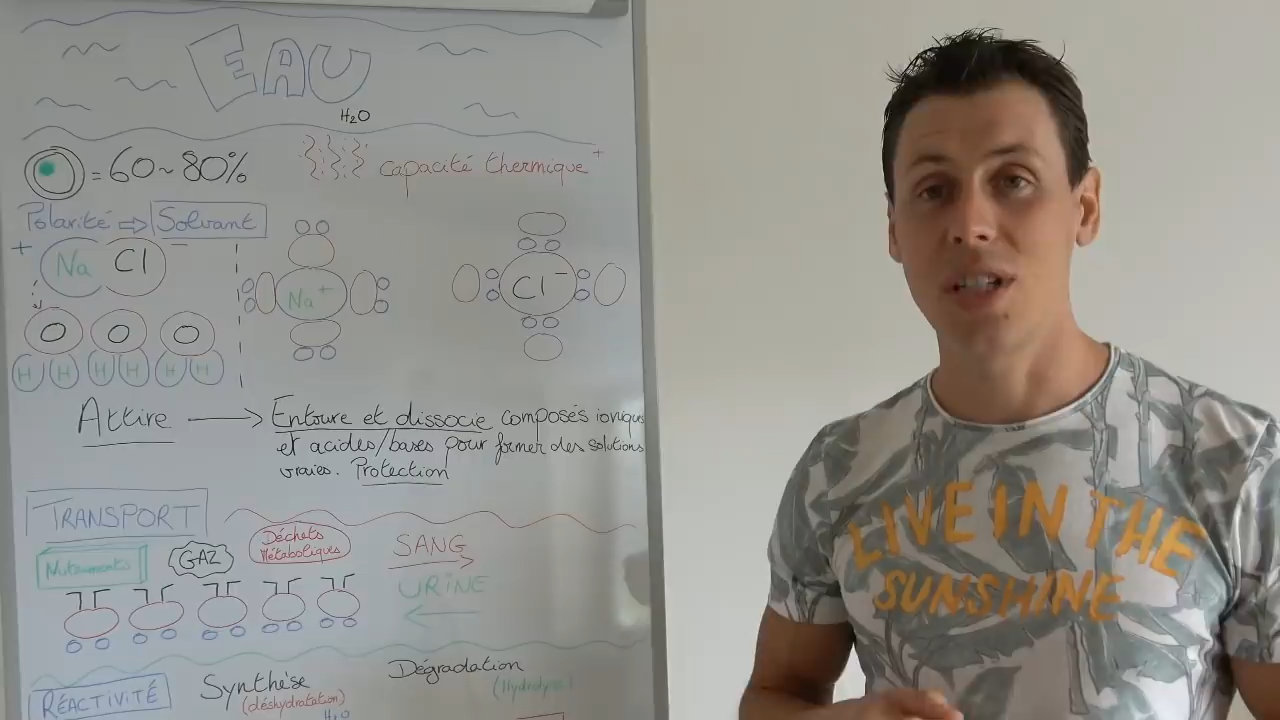 EAU
H₂O
= 60 ~ 80%
capacité thermique +
Polarité ⇒ Solvant
+ Na Cl −
Na +
Cl −
− O O O
H H H H H H
Attire → Entoure et dissocie composés ioniques
et acides/bases pour former des solutions
vraies. Protection
TRANSPORT
Nutriments
GAZ
Déchets
Métaboliques
SANG
URINE
RÉACTIVITÉ
Synthèse
(déshydratation)
H₂O
Dégradation
LIVE IN THE
SUNSHINE